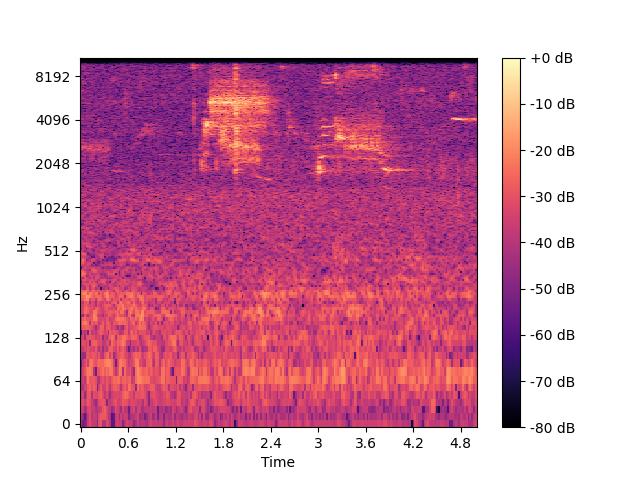 8192
4096
2048
1024
512
256
128
64
0
Hz
0 0.6 1.2 1.8 2.4 3 3.6 4.2 4.8
Time
+0 dB
-10 dB
-20 dB
-30 dB
-40 dB
-50 dB
-60 dB
-70 dB
-80 dB